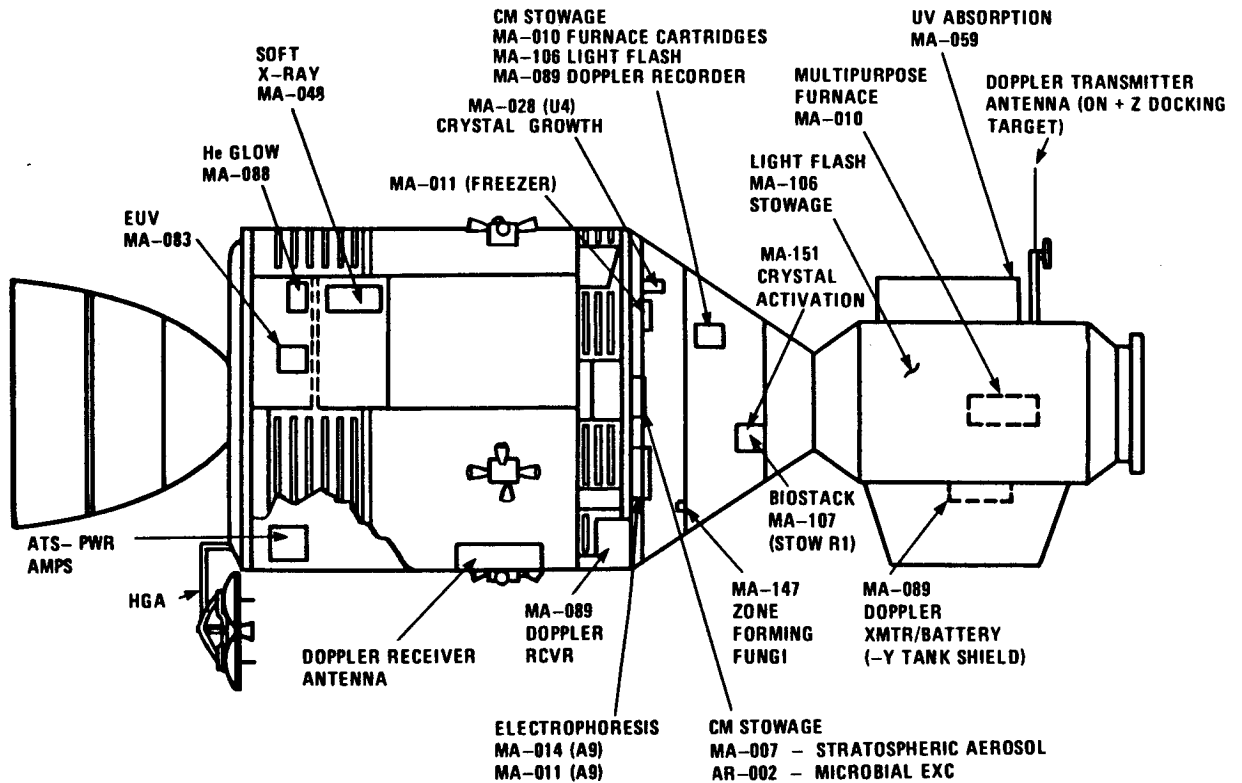 CM STOWAGE
MA-010 FURNACE CARTRIDGES
MA-106 LIGHT FLASH
MA-089 DOPPLER RECORDER
UV ABSORPTION
MA-059
SOFT
X-RAY
MA-048
MULTIPURPOSE
FURNACE
MA-010
DOPPLER TRANSMITTER
ANTENNA (ON + Z DOCKING
TARGET)
MA-028 (U4)
CRYSTAL GROWTH
He GLOW
MA-088
MA-011 (FREEZER)
LIGHT FLASH
MA-106
STOWAGE
EUV
MA-083
MA-151
CRYSTAL
ACTIVATION
BIOSTACK
MA-107
(STOW R1)
ATS- PWR
AMPS
HGA
DOPPLER RECEIVER
ANTENNA
MA-089
DOPPLER
RCVR
MA-147
ZONE
FORMING
FUNGI
MA-089
DOPPLER
XMTR/BATTERY
(-Y TANK SHIELD)
ELECTROPHORESIS
MA-014 (A9)
MA-011 (A9)
CM STOWAGE
MA-007 - STRATOSPHERIC AEROSOL
AR-002 - MICROBIAL EXC